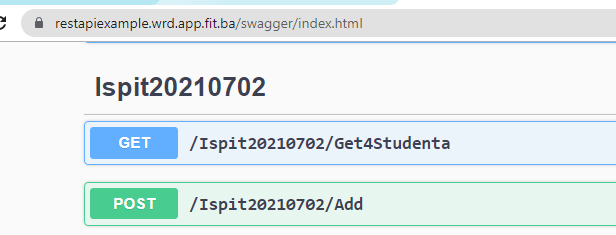 restapiexample.wrd.app.fit.ba/swagger/index.html
Ispit20210702
GET /Ispit20210702/Get4Studenta
POST /Ispit20210702/Add